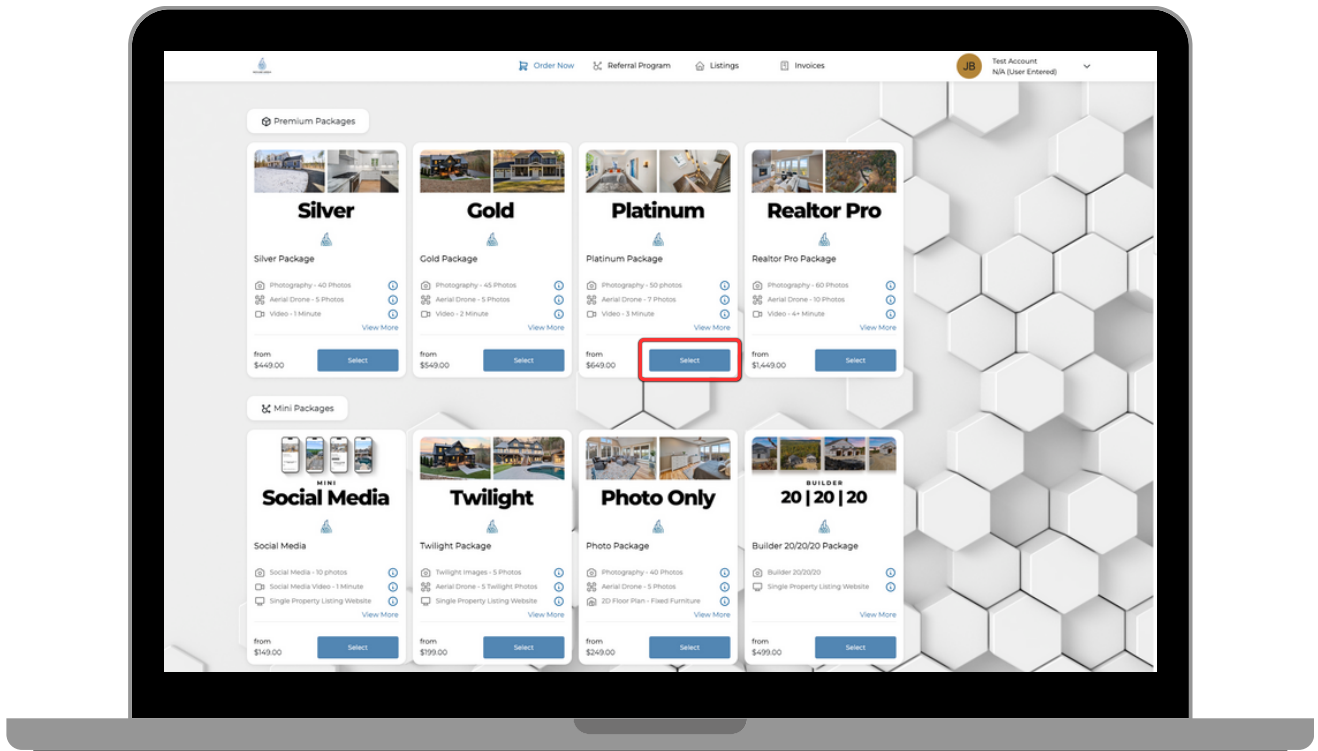 Order Now
Referral Program
Listings
Invoices
JB
Test Account
N/A (User Entered)
Premium Packages
Silver
Silver Package
Photography - 40 Photos
Aerial Drone - 5 Photos
Video - 1 Minute
View More
from
$449.00
Select
Gold
Gold Package
Photography - 45 Photos
Aerial Drone - 5 Photos
Video - 2 Minute
View More
from
$549.00
Select
Platinum
Platinum Package
Photography - 50 photos
Aerial Drone - 7 Photos
Video - 3 Minute
View More
from
$649.00
Select
Realtor Pro
Realtor Pro Package
Photography - 60 Photos
Aerial Drone - 10 Photos
Video - 4+ Minute
View More
from
$1,449.00
Select
Mini Packages
MINI
Social Media
Social Media
Social Media - 10 photos
Social Media Video - 1 Minute
Single Property Listing Website
View More
from
$149.00
Select
Twilight
Twilight Package
Twilight Images - 5 Photos
Aerial Drone - 5 Twilight Photos
Single Property Listing Website
View More
from
$199.00
Select
Photo Only
Photo Package
Photography - 40 Photos
Aerial Drone - 5 Photos
2D Floor Plan - Fixed Furniture
View More
from
$249.00
Select
BUILDER
20 | 20 | 20
Builder 20/20/20 Package
Builder 20/20/20
Single Property Listing Website
View More
from
$499.00
Select